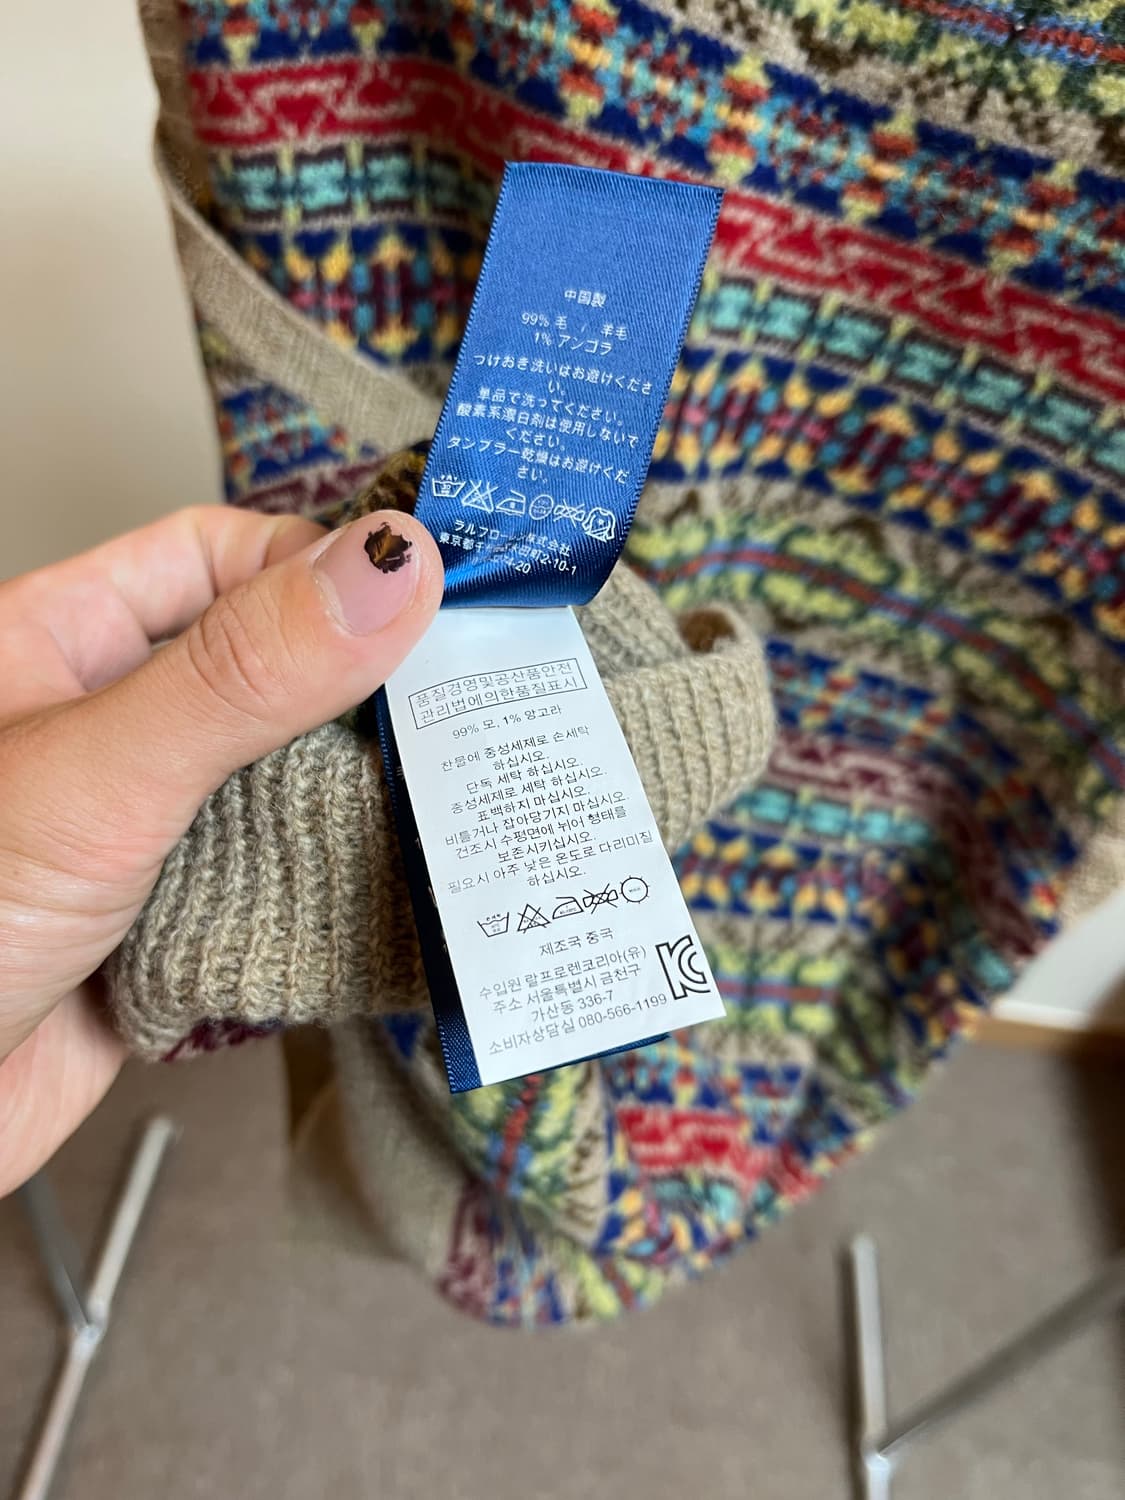 中国製
99% 毛 / 羊毛
1% アンゴラ
つけおき洗いはお避けくださ
い。
単品で洗ってください。
酸素系漂白剤は使用しないで
ください。
タンブラー乾燥はお避けくだ
さい。
株式会社
東京都
町2-10-1
品質経営및공산품안전
관리법에의한품질표시
99% 모, 1% 앙고라
찬물에 중성세제로 손세탁
하십시오.
단독 세탁 하십시오.
중성세제로 세탁 하십시오.
표백하지 마십시오.
비틀거나 잡아당기지 마십시오
건조시 수평면에 뉘어 형태를
보존시키십시오.
필요시 아주 낮은 온도로 다리미질
하십시오.
제조국 중국
수입원 랄프로렌코리아(유)
주소 서울특별시 금천구
가산동 336-7
소비자상담실 080-566-1199